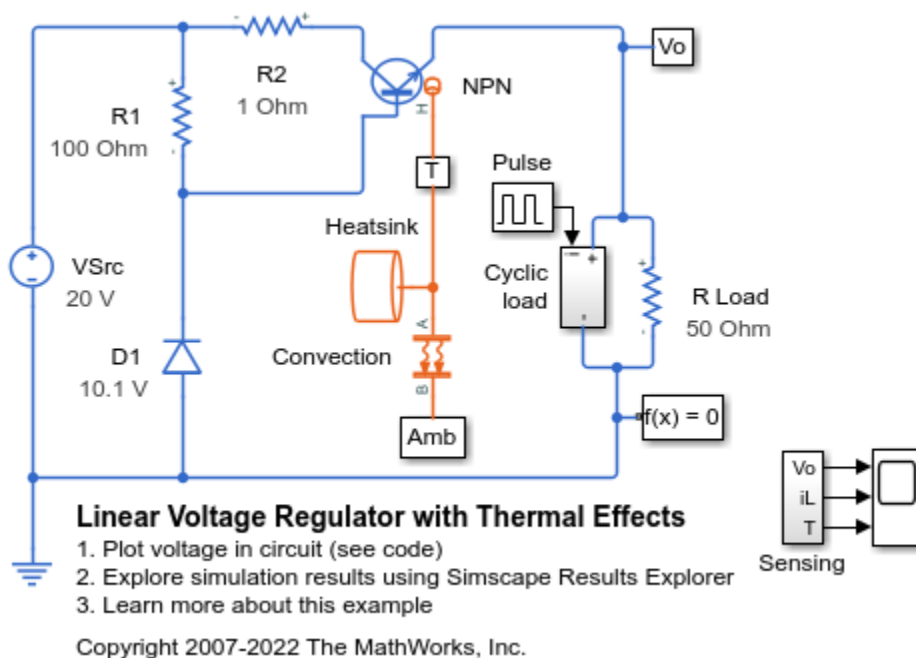 Vo
R2
1 Ohm
NPN
R1
100 Ohm
H
T
Pulse
Heatsink
VSrc
20 V
Cyclic
load
R Load
50 Ohm
A
Convection
D1
10.1 V
B
f(x) = 0
Amb
Vo
iL
T
Sensing
Linear Voltage Regulator with Thermal Effects
1. Plot voltage in circuit (see code)
2. Explore simulation results using Simscape Results Explorer
3. Learn more about this example
Copyright 2007-2022 The MathWorks, Inc.